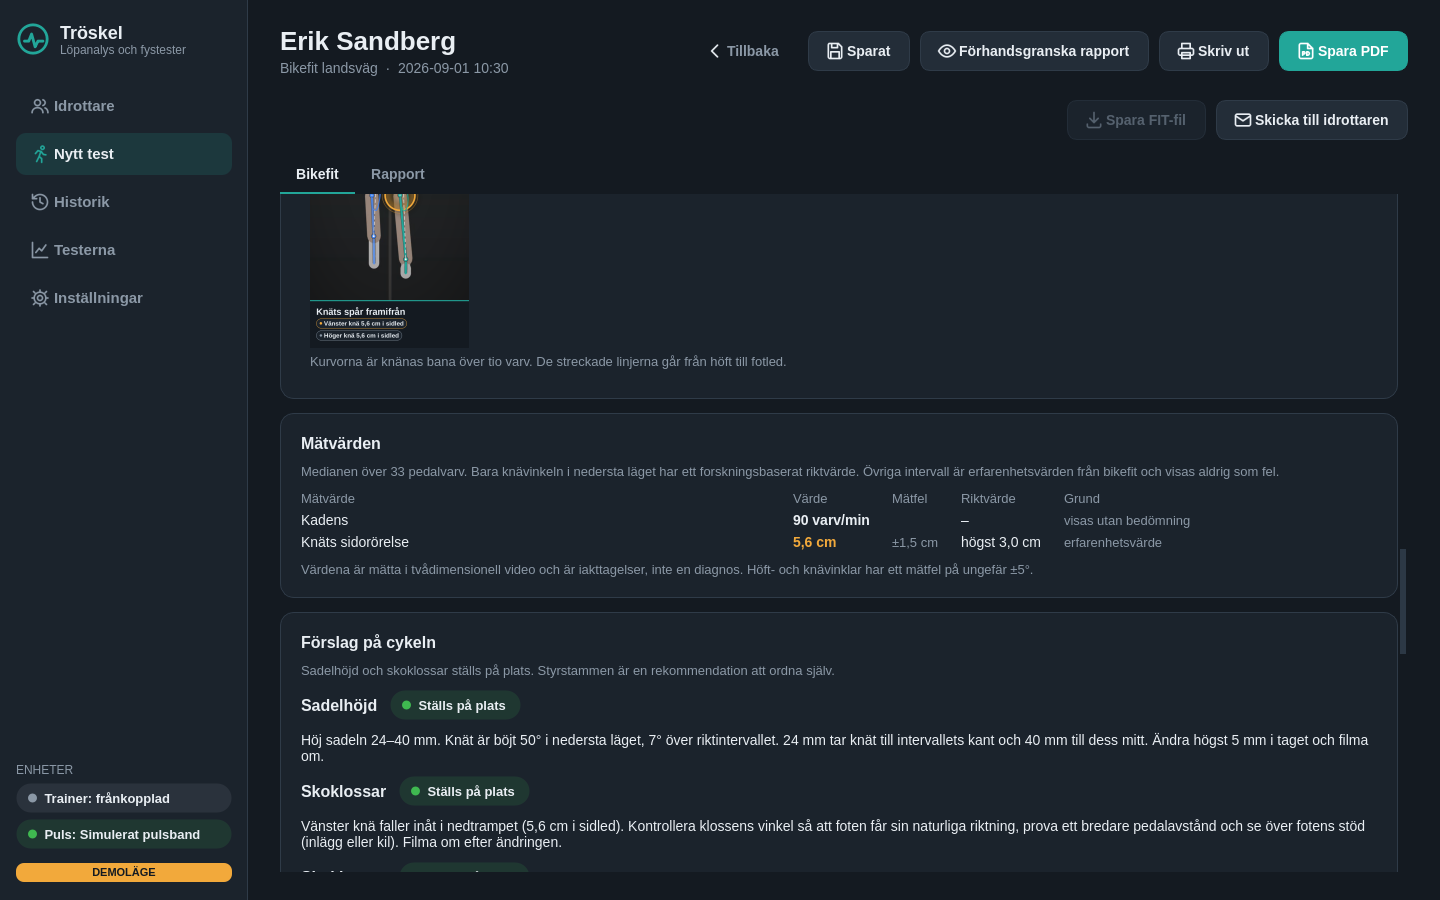 Tröskel
Löpanalys och fystester
Idrottare
Nytt test
Historik
Testerna
Inställningar
ENHETER
Trainer: frånkopplad
Puls: Simulerat pulsband
DEMOLÄGE
Erik Sandberg
Bikefit landsväg · 2026-09-01 10:30
Tillbaka
Sparat
Förhandsgranska rapport
Skriv ut
Spara PDF
Spara FIT-fil
Skicka till idrottaren
Bikefit
Rapport
Knäts spår framifrån
Vänster knä 5,6 cm i sidled
Höger knä 5,6 cm i sidled
Kurvorna är knänas bana över tio varv. De streckade linjerna går från höft till fotled.
Mätvärden
Medianen över 33 pedalvarv. Bara knävinkeln i nedersta läget har ett forskningsbaserat riktvärde. Övriga intervall är erfarenhetsvärden från bikefit och visas aldrig som fel.
Mätvärde Värde Mätfel Riktvärde Grund
Kadens 90 varv/min – visas utan bedömning
Knäts sidorörelse 5,6 cm ±1,5 cm högst 3,0 cm erfarenhetsvärde
Värdena är mätta i tvådimensionell video och är iakttagelser, inte en diagnos. Höft- och knävinklar har ett mätfel på ungefär ±5°.
Förslag på cykeln
Sadelhöjd och skoklossar ställs på plats. Styrstammen är en rekommendation att ordna själv.
Sadelhöjd Ställs på plats
Höj sadeln 24–40 mm. Knät är böjt 50° i nedersta läget, 7° över riktintervallet. 24 mm tar knät till intervallets kant och 40 mm till dess mitt. Ändra högst 5 mm i taget och filma
om.
Skoklossar Ställs på plats
Vänster knä faller inåt i nedtrampet (5,6 cm i sidled). Kontrollera klossens vinkel så att foten får sin naturliga riktning, prova ett bredare pedalavstånd och se över fotens stöd
(inlägg eller kil). Filma om efter ändringen.